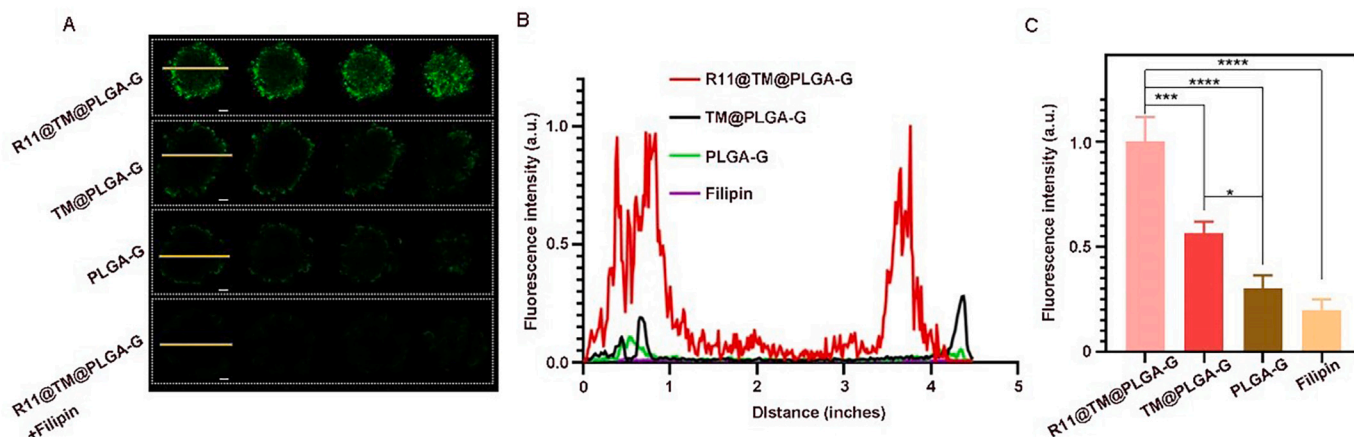 A
R11@TM@PLGA-G
TM@PLGA-G
PLGA-G
R11@TM@PLGA-G
+Filipin
B
Fluorescence intensity (a.u.)
1.0
0.5
0
0
1
2
3
4
5
Distance (inches)
R11@TM@PLGA-G
TM@PLGA-G
PLGA-G
Filipin
C
Fluorescence intensity (a.u.)
1.0
0.5
0
****
****
***
*
R11@TM@PLGA-G
TM@PLGA-G
PLGA-G
Filipin